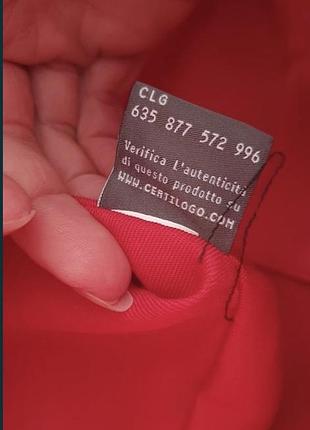 CLG
635 877 572 996
Verifica L'autenticità
di questo prodotto su
WWW.CERTILOGO.COM